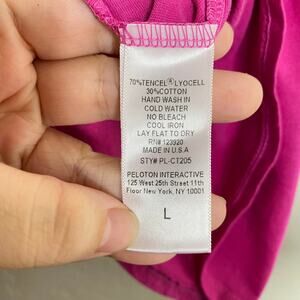 70%TENCEL®LYOCELL
30%COTTON
HAND WASH IN
COLD WATER
NO BLEACH
COOL IRON
LAY FLAT TO DRY
RN# 123920
MADE IN U.S.A
STY# PL-CT205
PELOTON INTERACTIVE
125 West 25th Street 11th
Floor New York, NY 10001
L